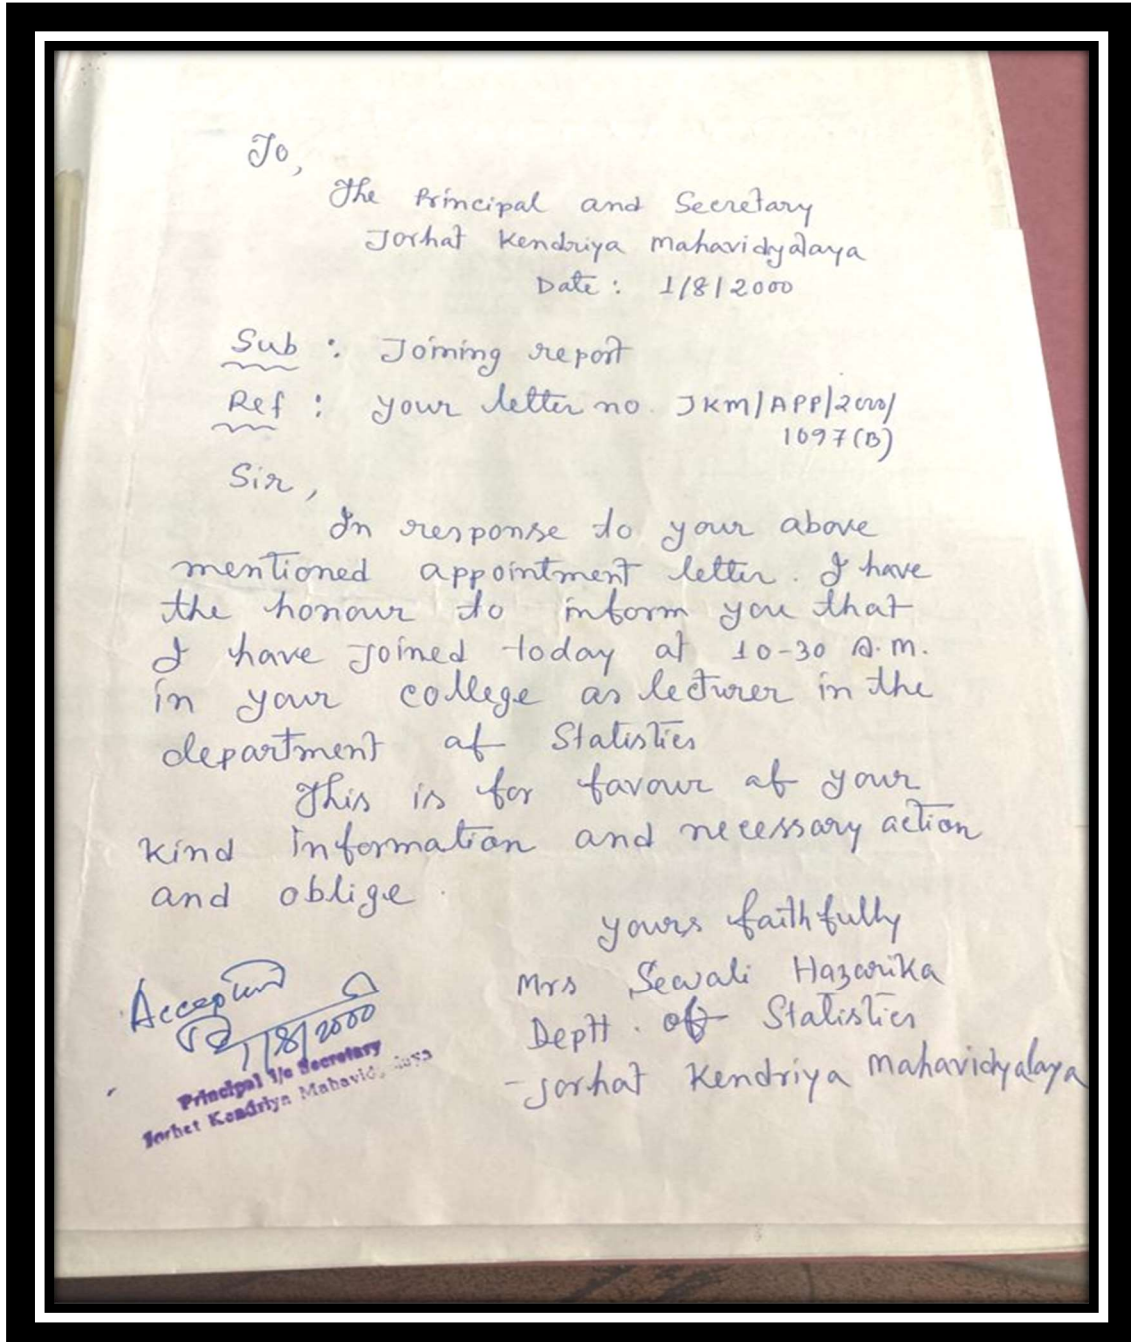 To,
The Principal and Secretary
Jorhat Kendriya Mahavidyalaya
Date : 1/8/2000
Sub : Joining report
Ref : your letter no. JKM/APP/2000/
1097(B)
Sir,
In response to your above
mentioned appointment letter. I have
the honour to inform you that
I have Joined today at 10-30 A.M.
in your college as lecturer in the
department of Statistics
This is for favour of your
kind information and necessary action
and oblige.
yours faithfully
Mrs Sewali Hazarika
Deptt. of Statistics
Jorhat Kendriya Mahavidyalaya
Accepted
1/8/2000
Principal i/c Secretary
Jorhat Kendriya Mahavidyalaya